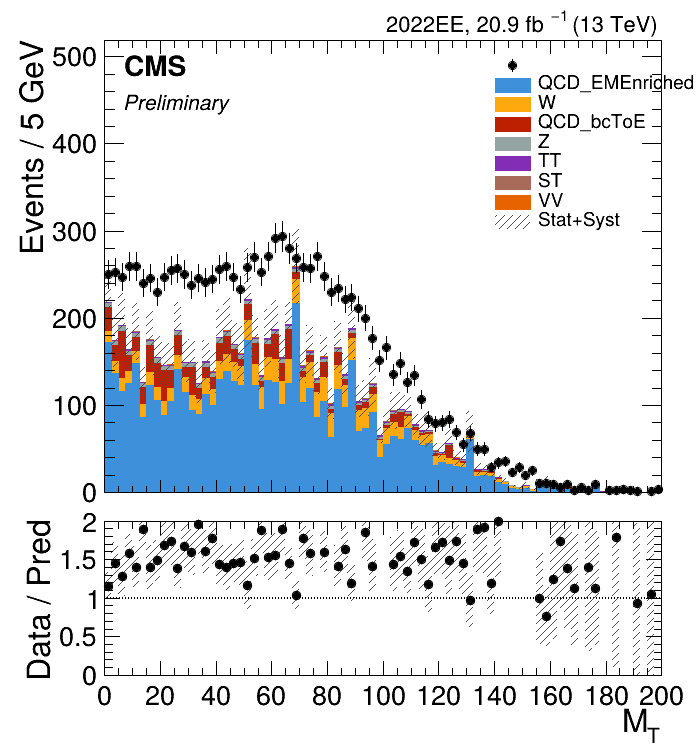 2022EE, 20.9 fb⁻¹ (13 TeV)
CMS
Preliminary
QCD_EMEnriched
W
QCD_bcToE
Z
TT
ST
VV
Stat+Syst
Events / 5 GeV
500
400
300
200
100
0
Data / Pred
2
1.5
1
0.5
0
0 20 40 60 80 100 120 140 160 180 200
M_T